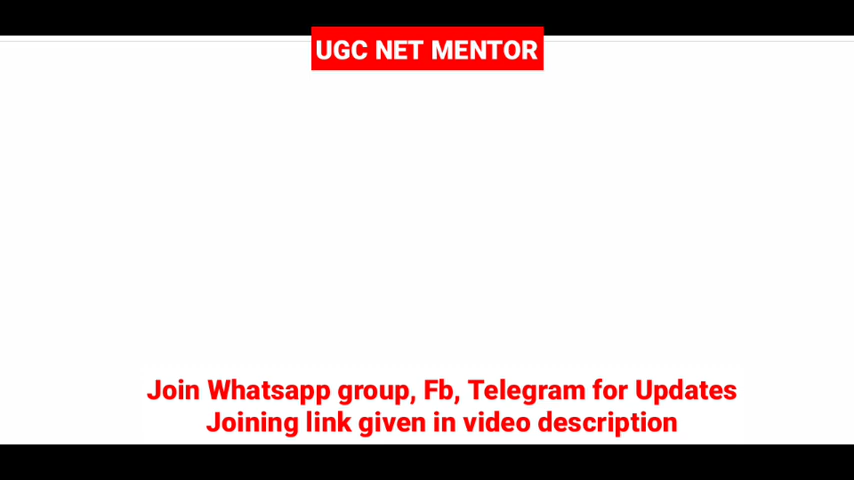 UGC NET MENTOR
Join Whatsapp group, Fb, Telegram for Updates
Joining link given in video description